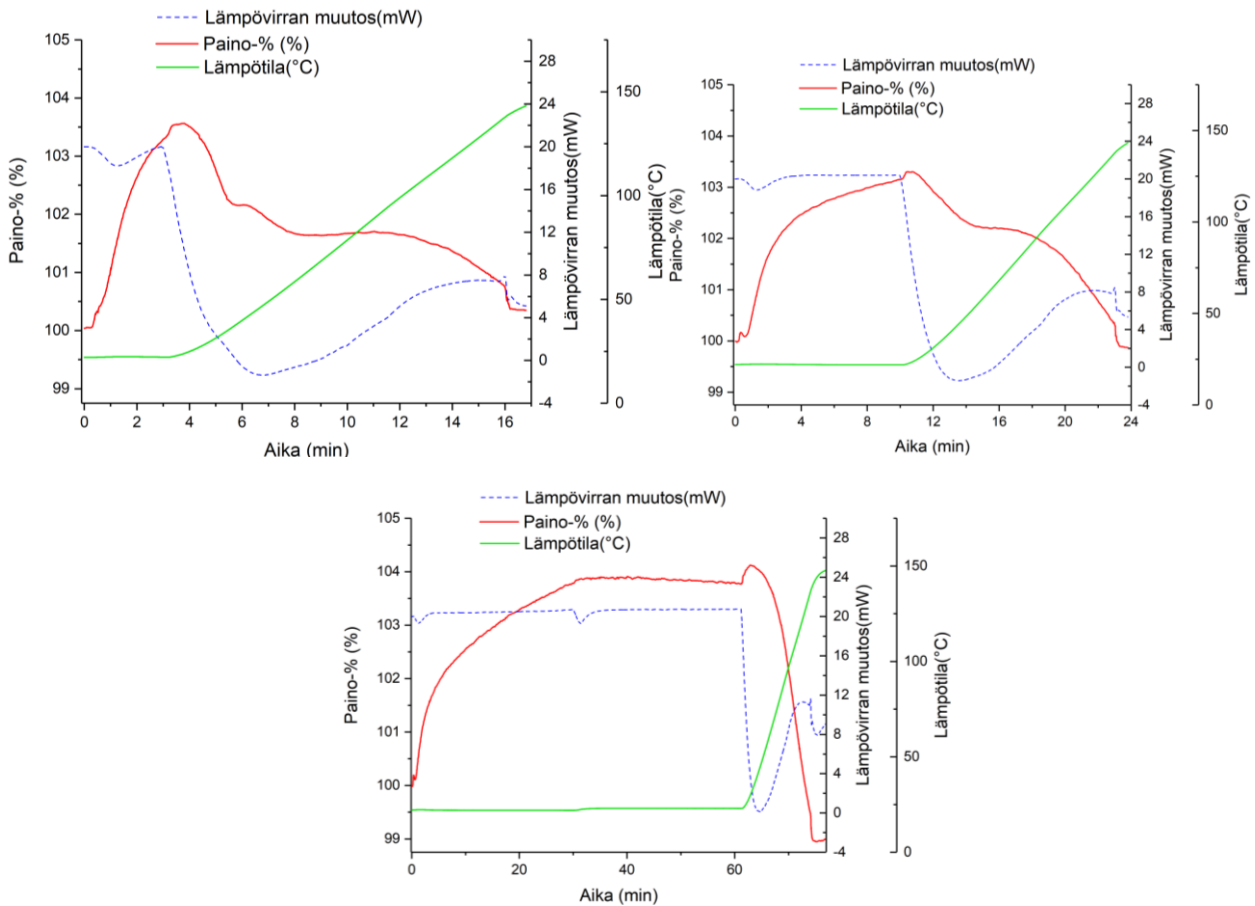 Lämpövirran muutos(mW)
Paino-% (%)
Lämpötila(°C)
105
104
103
102
101
100
99
Paino-% (%)
28
24
20
16
12
8
4
0
-4
Lämpövirran muutos(mW)
150
100
50
0
Lämpötila(°C)
0 2 4 6 8 10 12 14 16
Aika (min)
Lämpövirran muutos(mW)
Paino-% (%)
Lämpötila(°C)
105
104
103
102
101
100
99
Paino-% (%)
28
24
20
16
12
8
4
0
-4
Lämpövirran muutos(mW)
150
100
50
0
Lämpötila(°C)
0 4 8 12 16 20 24
Aika (min)
Lämpövirran muutos(mW)
Paino-% (%)
Lämpötila(°C)
105
104
103
102
101
100
99
Paino-% (%)
28
24
20
16
12
8
4
0
-4
Lämpövirran muutos(mW)
150
100
50
0
Lämpötila(°C)
0 20 40 60
Aika (min)